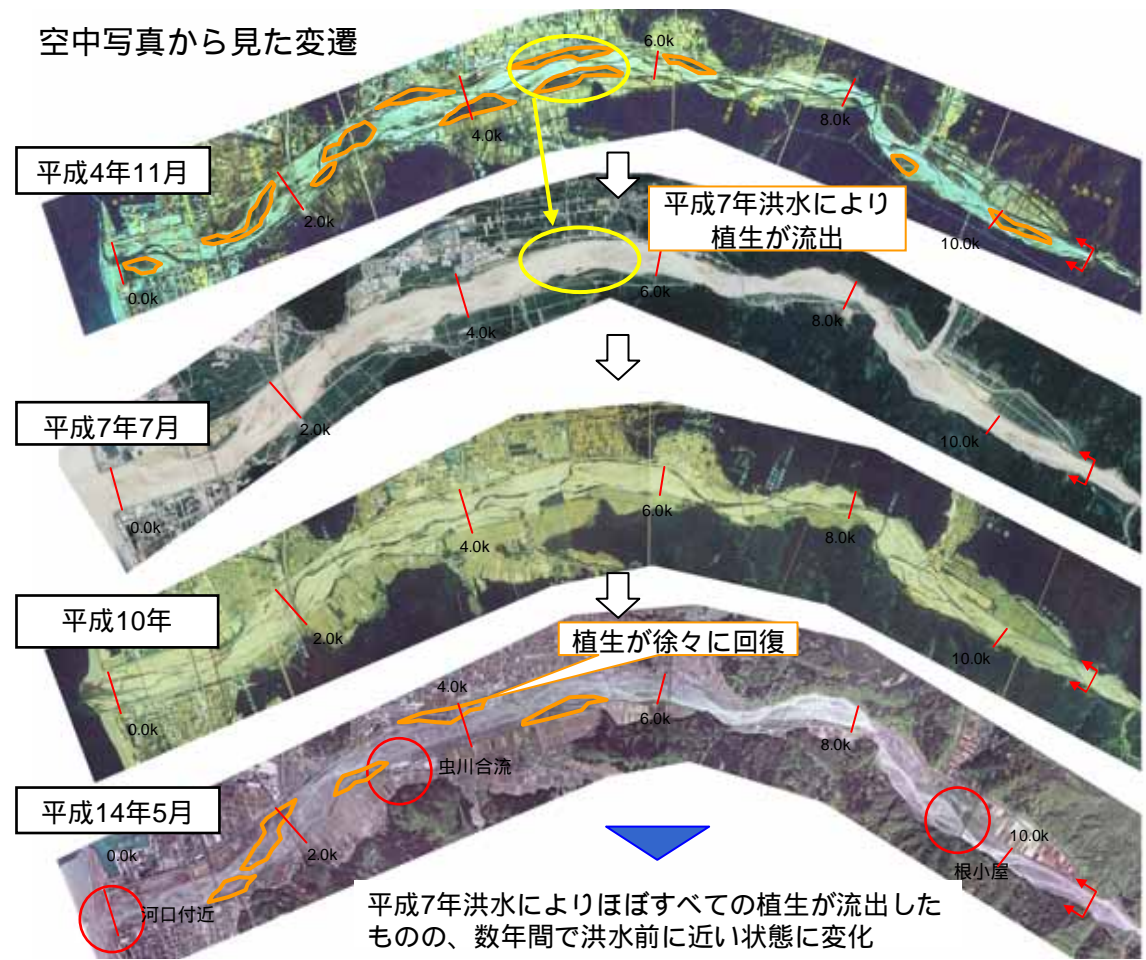 空中写真から見た変遷
平成4年11月
0.0k
2.0k
4.0k
6.0k
8.0k
10.0k
平成7年洪水により
植生が流出
平成7年7月
0.0k
2.0k
4.0k
6.0k
8.0k
10.0k
平成10年
0.0k
2.0k
4.0k
6.0k
8.0k
10.0k
植生が徐々に回復
平成14年5月
0.0k
2.0k
4.0k
6.0k
8.0k
10.0k
河口付近
虫川合流
根小屋
平成7年洪水によりほぼすべての植生が流出した
ものの、数年間で洪水前に近い状態に変化